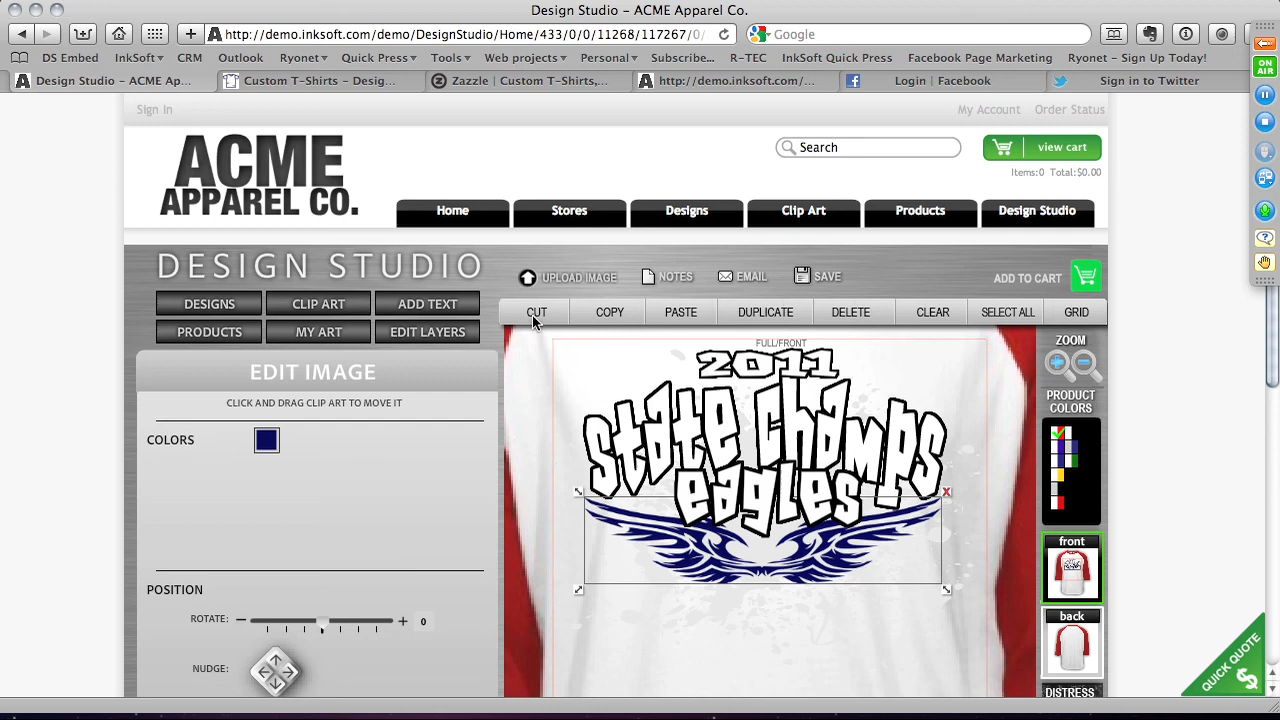 Design Studio – ACME Apparel Co.
http://demo.inksoft.com/demo/DesignStudio/Home/433/0/0/11268/117267/0/
Google
DS Embed InkSoft CRM Outlook Ryonet Quick Press Tools Web projects Personal Subscribe... R-TEC InkSoft Quick Press Facebook Page Marketing Ryonet – Sign Up Today!
Design Studio – ACME Ap... Custom T-Shirts – Desig... Zazzle | Custom T-Shirts,... http://demo.inksoft.com/... Login | Facebook Sign in to Twitter
ON AIR
Sign In My Account Order Status
ACME
APPAREL CO.
Search
view cart
Items:0 Total:$0.00
Home Stores Designs Clip Art Products Design Studio
DESIGN STUDIO
UPLOAD IMAGE NOTES EMAIL SAVE ADD TO CART
DESIGNS CLIP ART ADD TEXT
PRODUCTS MY ART EDIT LAYERS
CUT COPY PASTE DUPLICATE DELETE CLEAR SELECT ALL GRID
EDIT IMAGE
CLICK AND DRAG CLIP ART TO MOVE IT
COLORS
POSITION
ROTATE: 0
NUDGE:
FULL/FRONT
2011
state champs
eagles
X
ZOOM
PRODUCT
COLORS
front
back
DISTRESS
QUICK QUOTE
$